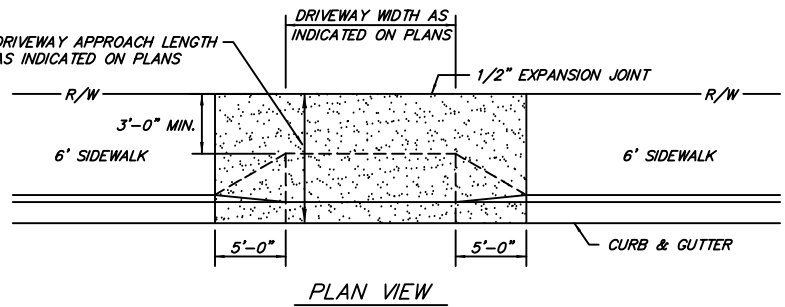 DRIVEWAY WIDTH AS
INDICATED ON PLANS
DRIVEWAY APPROACH LENGTH
AS INDICATED ON PLANS
1/2" EXPANSION JOINT
R/W
R/W
3'-0" MIN.
6' SIDEWALK
6' SIDEWALK
5'-0"
5'-0"
CURB & GUTTER
PLAN VIEW